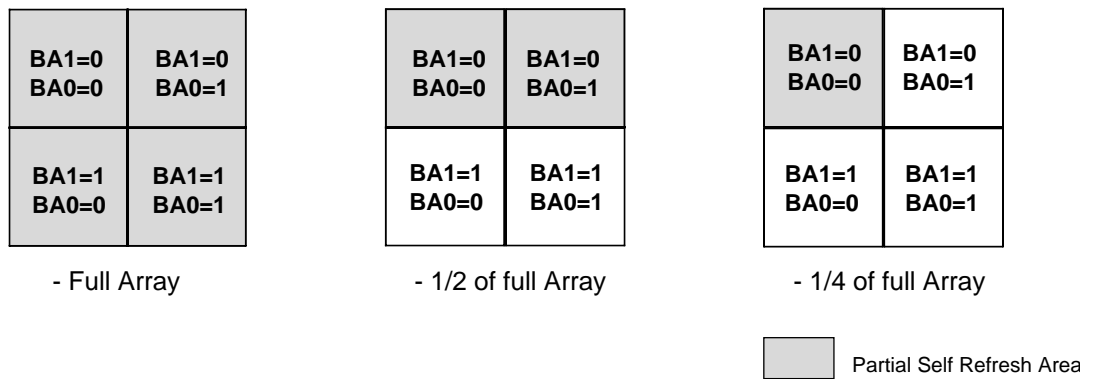 BA1=0 BA1=0
BA0=0 BA0=1
BA1=1 BA1=1
BA0=0 BA0=1
- Full Array
BA1=0 BA1=0
BA0=0 BA0=1
BA1=1 BA1=1
BA0=0 BA0=1
- 1/2 of full Array
BA1=0 BA1=0
BA0=0 BA0=1
BA1=1 BA1=1
BA0=0 BA0=1
- 1/4 of full Array
Partial Self Refresh Area